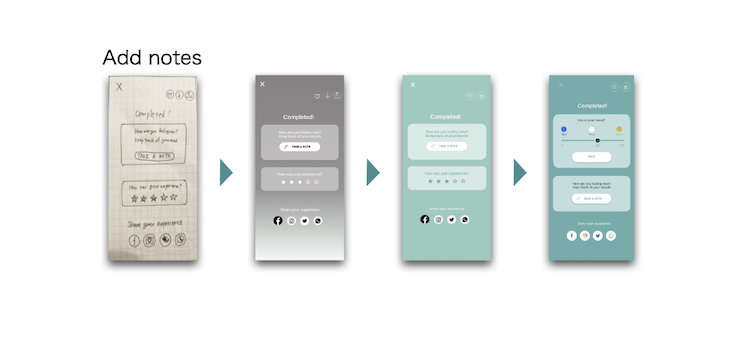 Add notes
X
Completed!
How are you feeling now?
Keep track of your mood
TAKE A NOTE
How was your experience?
Share your experience
Completed!
How are you feeling now?
Keep track of your moods
TAKE A NOTE
How was your experience?
Share your experience
Completed!
How are you feeling now?
Keep track of your moods
TAKE A NOTE
How was your experience?
Share your experience
Completed!
How is your mood?
SAVE
How are you feeling now?
Keep track of your moods
TAKE A NOTE
Share your experience